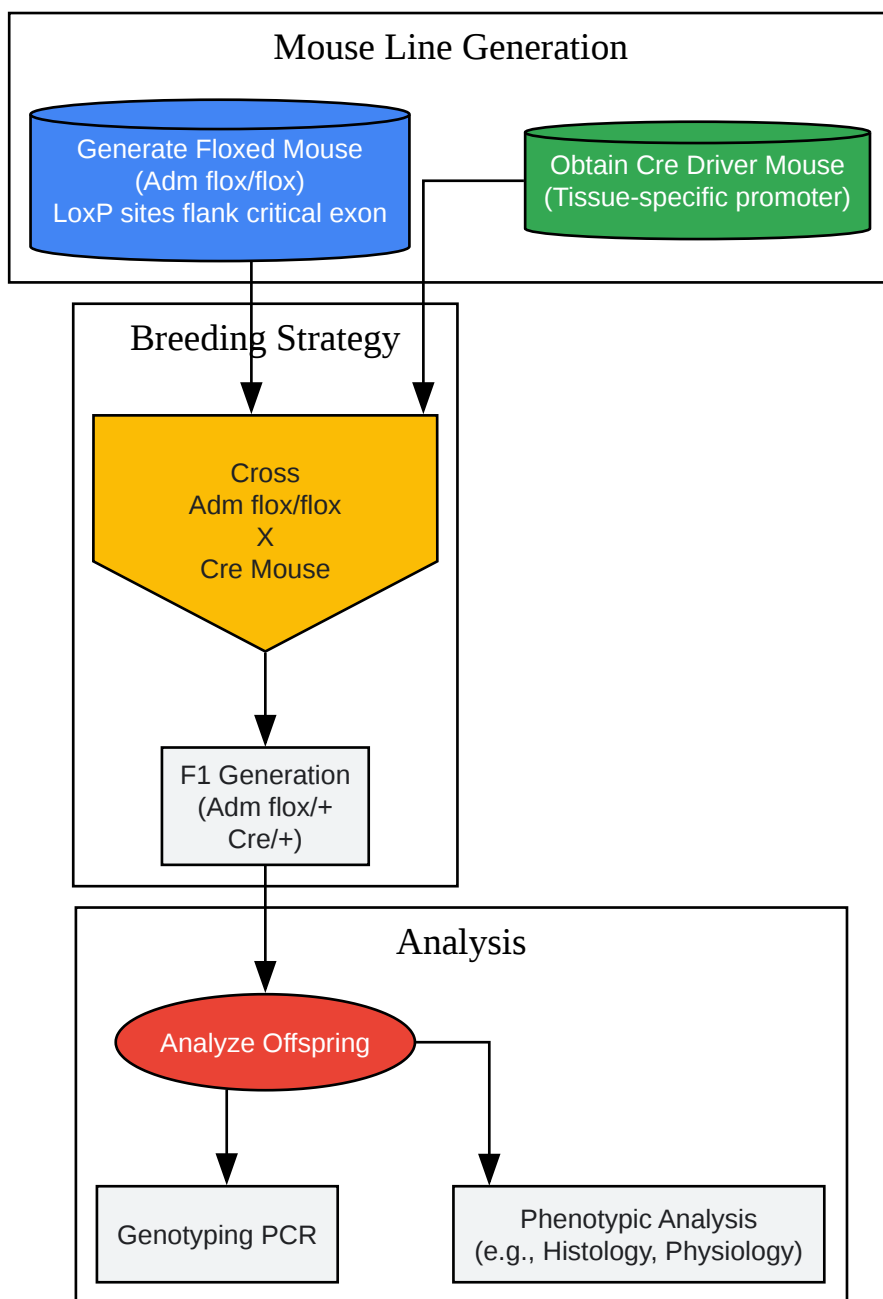 Mouse Line Generation
Generate Floxed Mouse
(Adm flox/flox)
LoxP sites flank critical exon
Obtain Cre Driver Mouse
(Tissue-specific promoter)
Breeding Strategy
Cross
Adm flox/flox
X
Cre Mouse
F1 Generation
(Adm flox/+
Cre/+)
Analysis
Analyze Offspring
Genotyping PCR
Phenotypic Analysis
(e.g., Histology, Physiology)